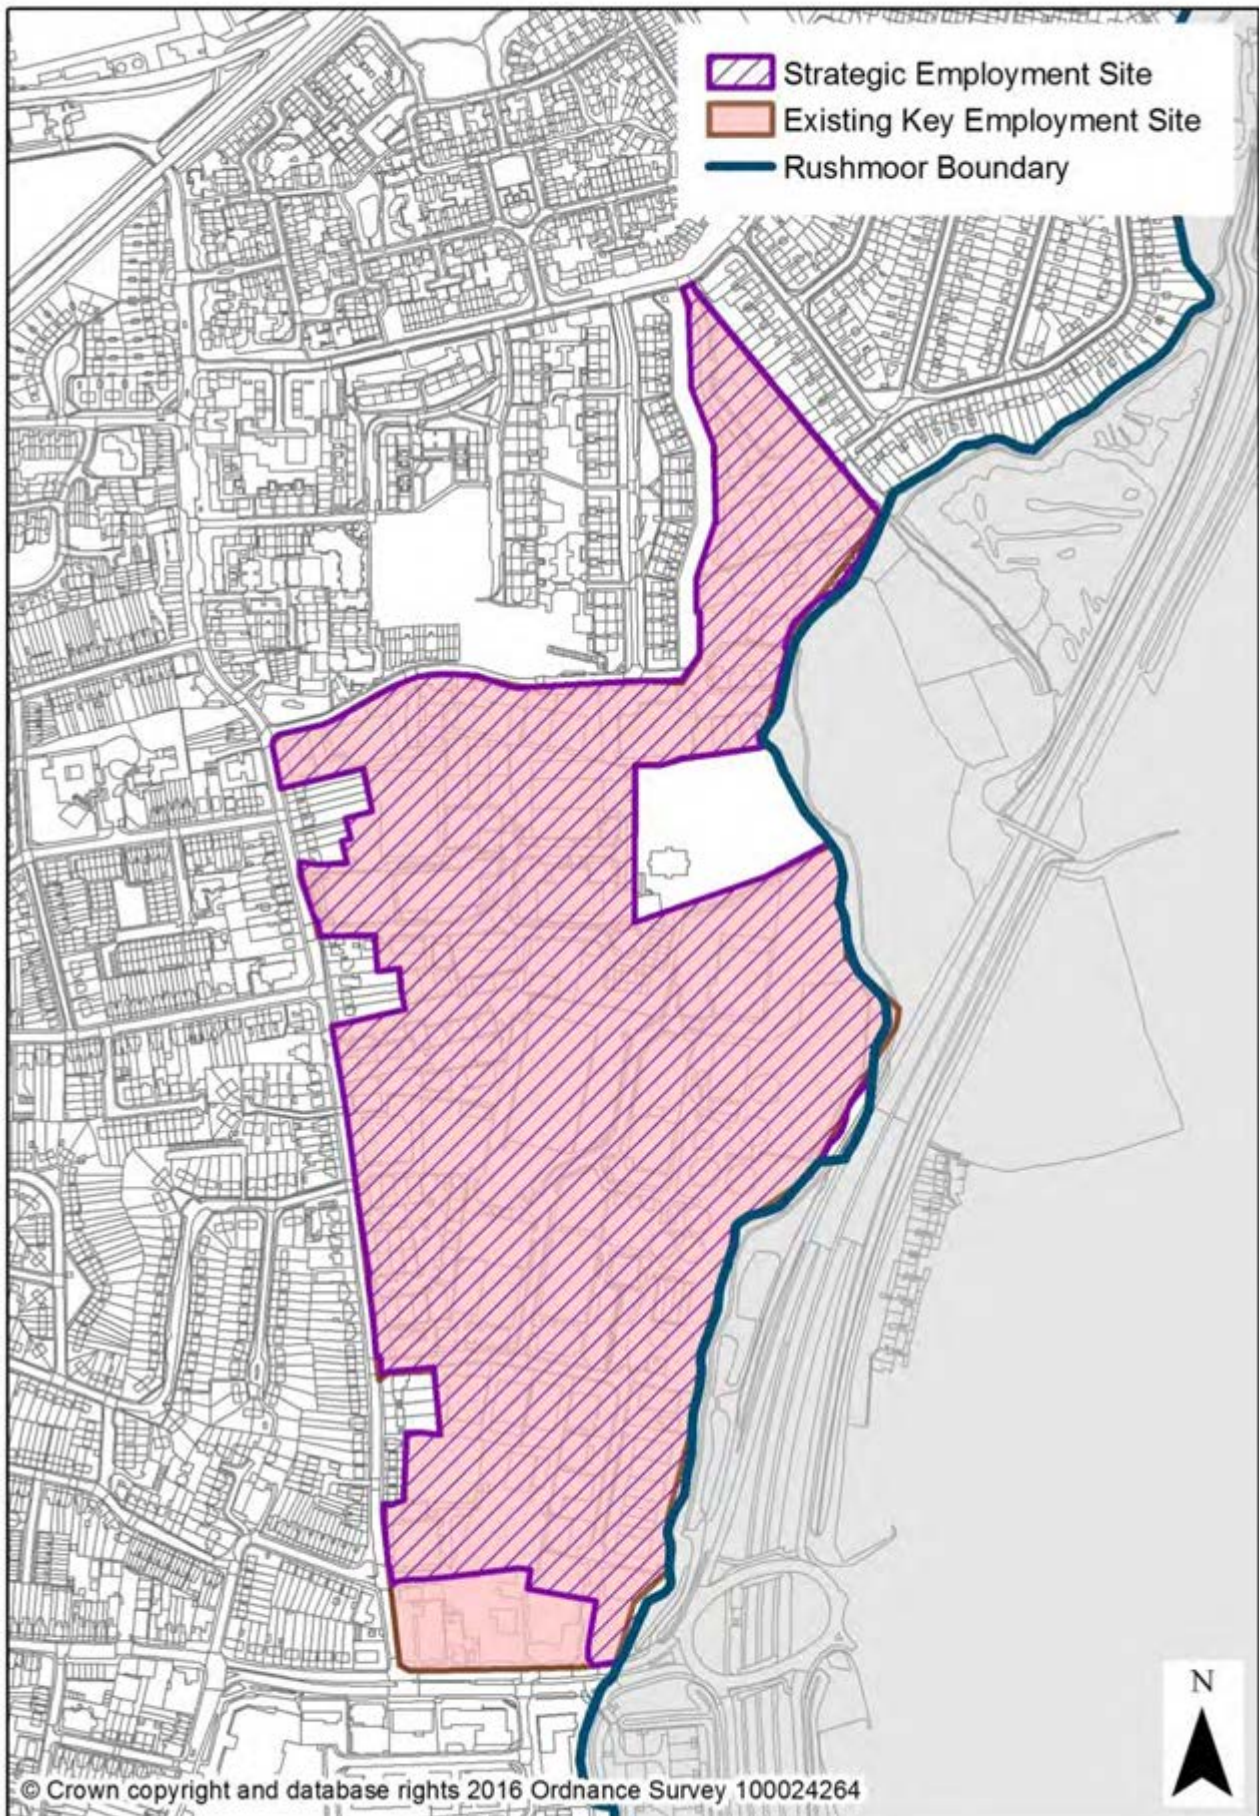 Strategic Employment Site
Existing Key Employment Site
Rushmoor Boundary
N
© Crown copyright and database rights 2016 Ordnance Survey 100024264